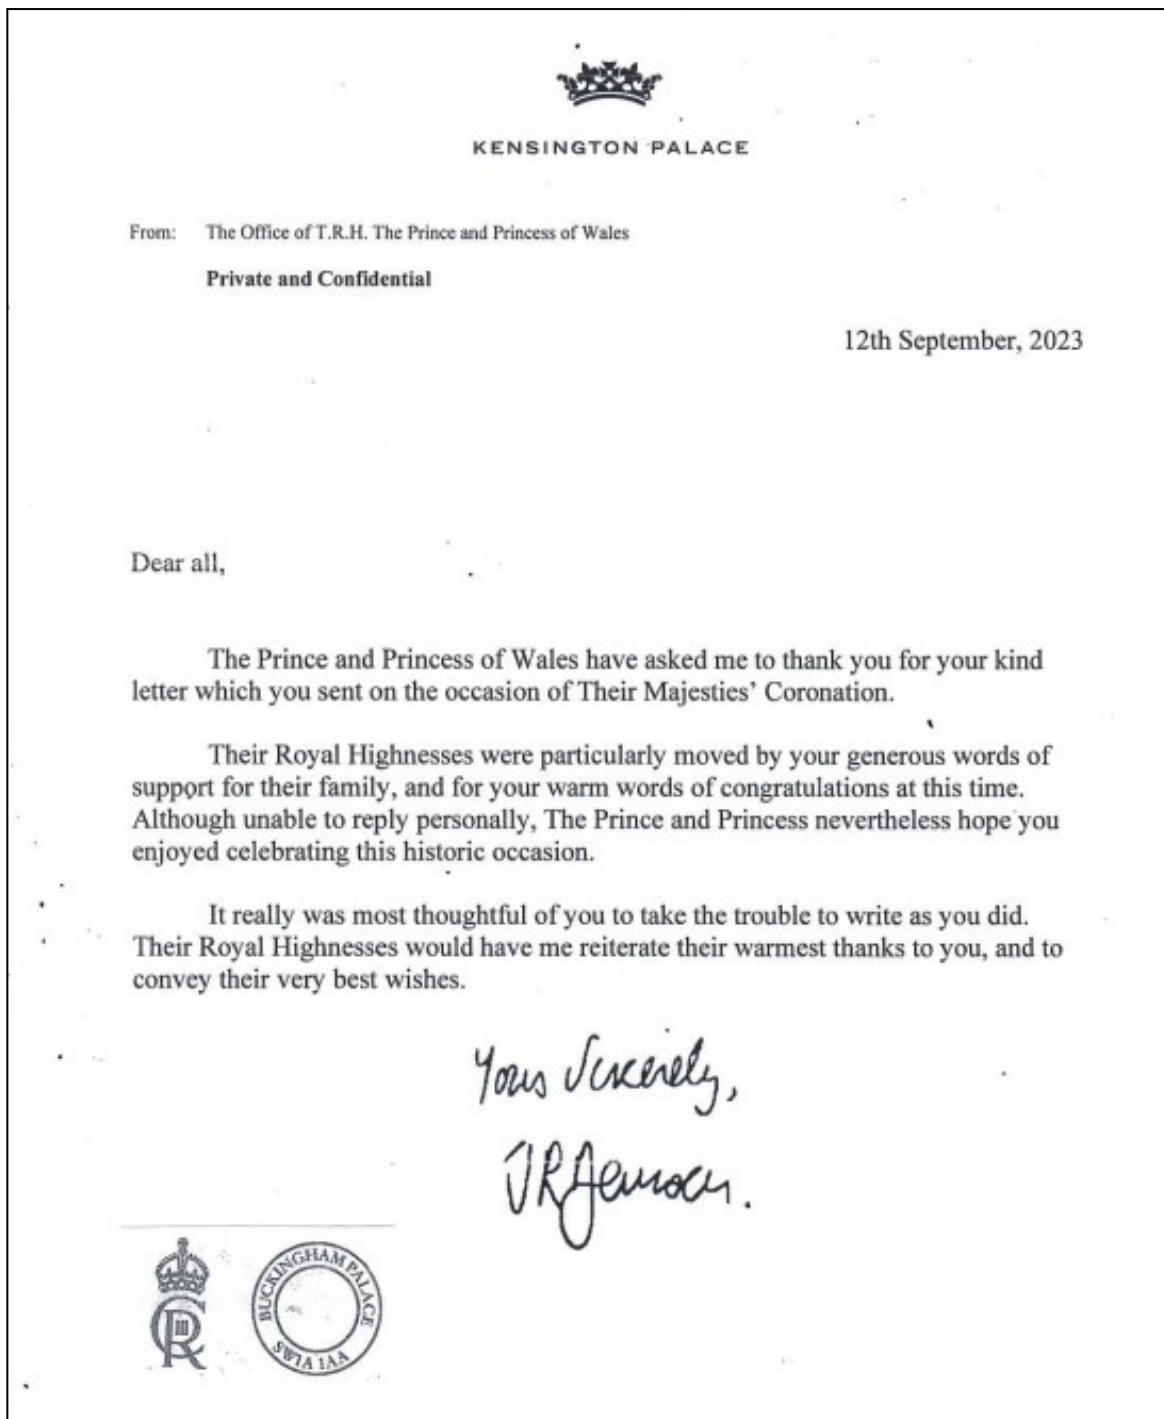 KENSINGTON PALACE
From: The Office of T.R.H. The Prince and Princess of Wales
Private and Confidential
12th September, 2023
Dear all,
The Prince and Princess of Wales have asked me to thank you for your kind
letter which you sent on the occasion of Their Majesties’ Coronation.
Their Royal Highnesses were particularly moved by your generous words of
support for their family, and for your warm words of congratulations at this time.
Although unable to reply personally, The Prince and Princess nevertheless hope you
enjoyed celebrating this historic occasion.
It really was most thoughtful of you to take the trouble to write as you did.
Their Royal Highnesses would have me reiterate their warmest thanks to you, and to
convey their very best wishes.
Yours Sincerely,
CIIIR
BUCKINGHAM PALACE
SW1A 1AA